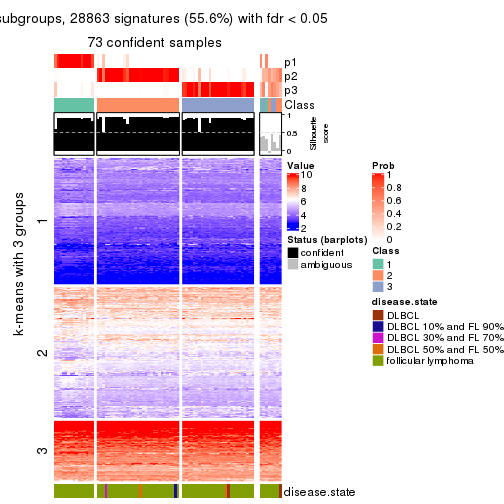 subgroups, 28863 signatures (55.6%) with fdr < 0.05
73 confident samples
p1
p2
p3
Class
1
0.5
0
Silhouette
score
k-means with 3 groups
1
2
3
disease.state
Value
10
8
6
4
2
Status (barplots)
confident
ambiguous
Prob
1
0.8
0.6
0.4
0.2
0
Class
1
2
3
disease.state
DLBCL
DLBCL 10% and FL 90%
DLBCL 30% and FL 70%
DLBCL 50% and FL 50%
follicular lymphoma